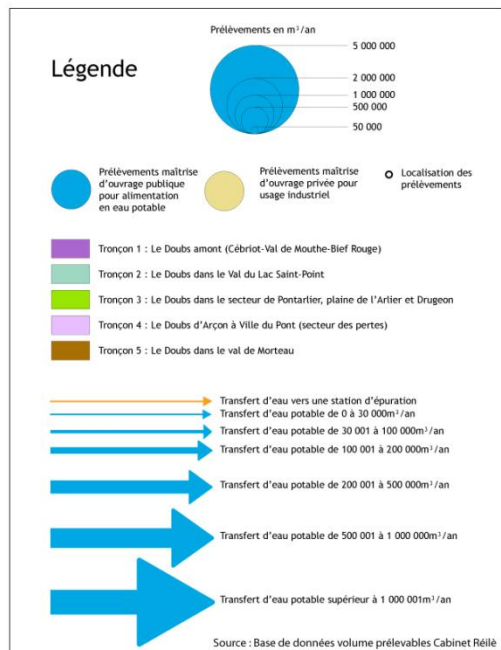 Prélèvements en m³/an
Légende
5 000 000
2 000 000
1 000 000
500 000
50 000
Prélèvements maîtrise
d'ouvrage publique
pour alimentation
en eau potable
Prélèvements maîtrise
d'ouvrage privée pour
usage industriel
Localisation des
prélèvements
Tronçon 1 : Le Doubs amont (Cébriot-Val de Mouthe-Bief Rouge)
Tronçon 2 : Le Doubs dans le Val du Lac Saint-Point
Tronçon 3 : Le Doubs dans le secteur de Pontarlier, plaine de l'Arlier et Drugeon
Tronçon 4 : Le Doubs d'Arçon à Ville du Pont (secteur des pertes)
Tronçon 5 : Le Doubs dans le val de Morteau
Transfert d'eau vers une station d'épuration
Transfert d'eau potable de 0 à 30 000m³/an
Transfert d'eau potable de 30 001 à 100 000m³/an
Transfert d'eau potable de 100 001 à 200 000m³/an
Transfert d'eau potable de 200 001 à 500 000m³/an
Transfert d'eau potable de 500 001 à 1 000 000m³/an
Transfert d'eau potable supérieur à 1 000 001m³/an
Source : Base de données volume prélevables Cabinet Réilè